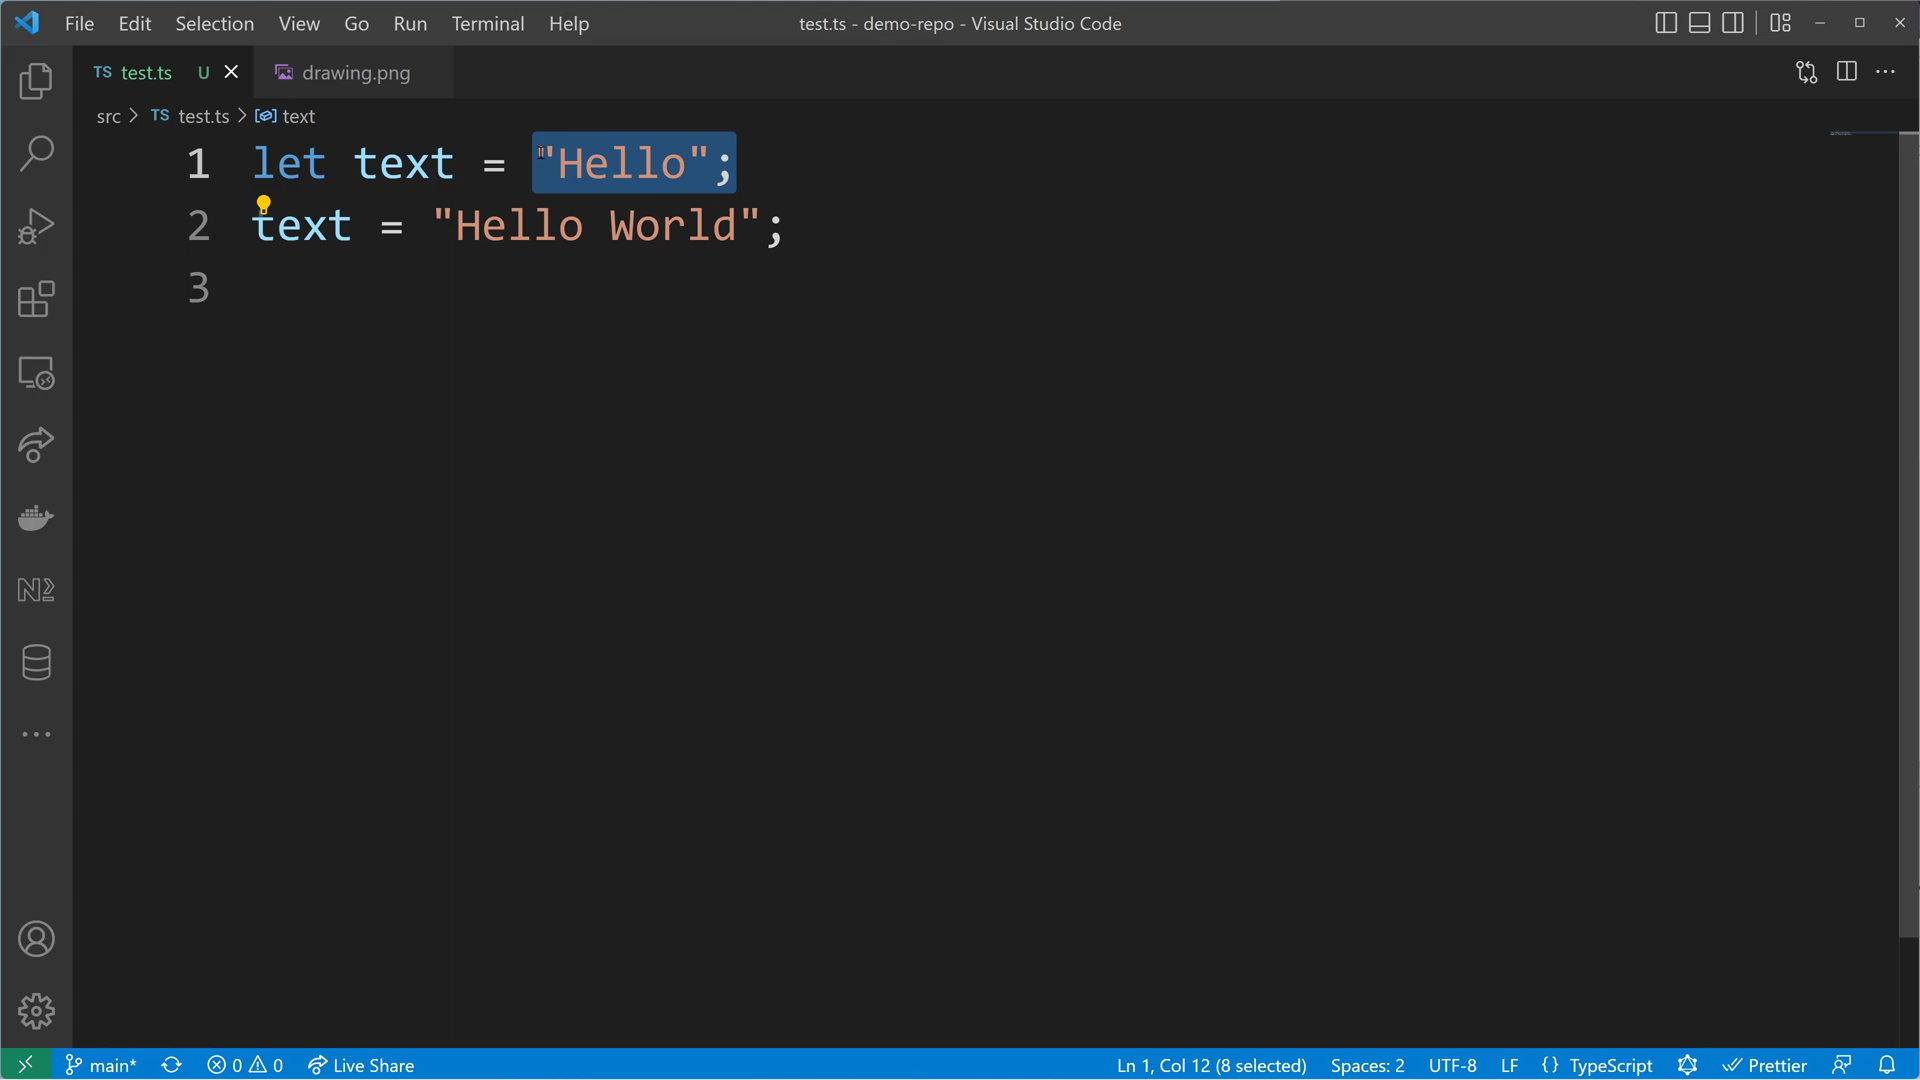 File Edit Selection View Go Run Terminal Help test.ts - demo-repo - Visual Studio Code
TS test.ts U drawing.png
src > TS test.ts > text
1 let text = "Hello";
2 text = "Hello World";
3
main* 0 0 Live Share Ln 1, Col 12 (8 selected) Spaces: 2 UTF-8 LF {} TypeScript Prettier